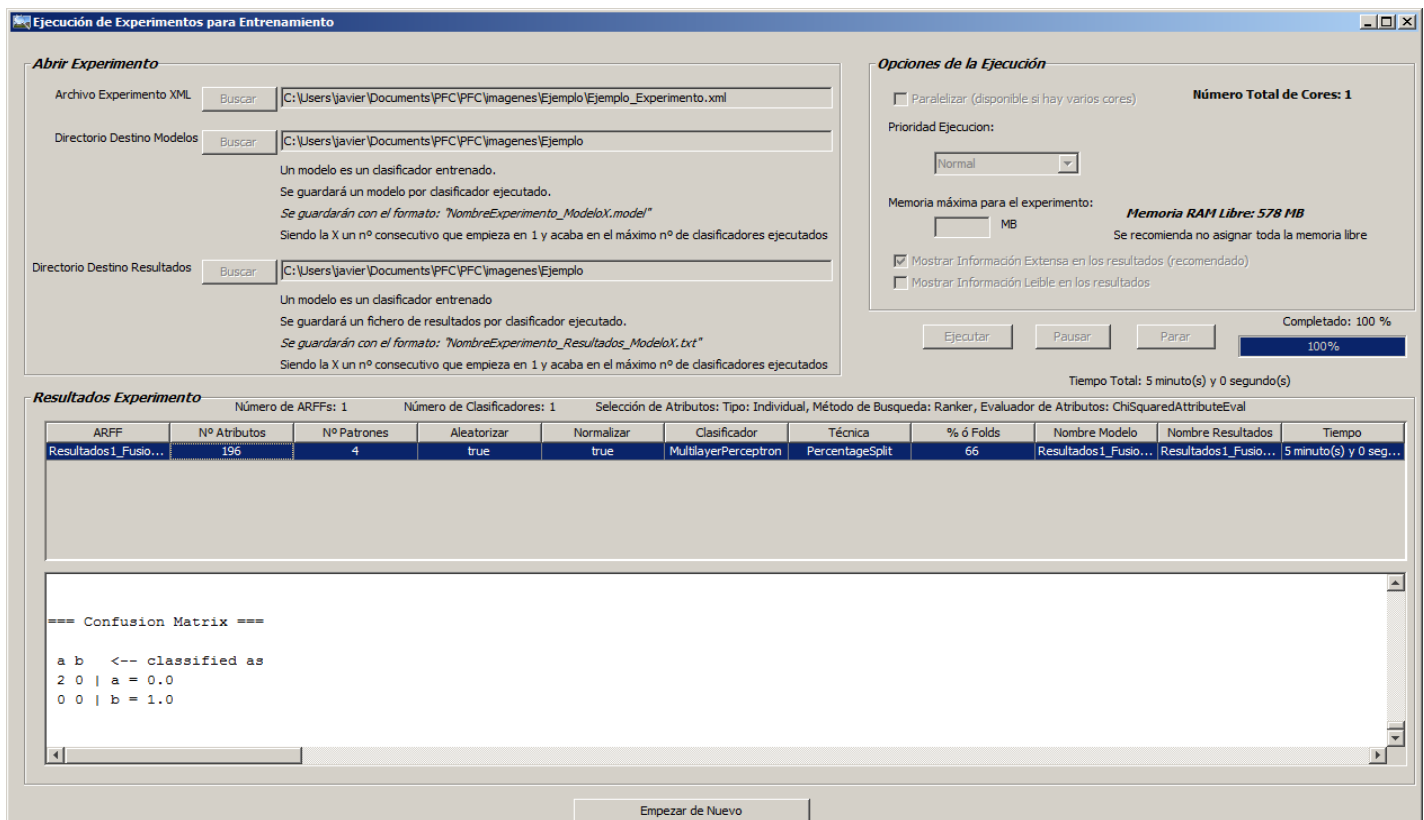 Ejecución de Experimentos para Entrenamiento
Abrir Experimento
Archivo Experimento XML Buscar C:\Users\javier\Documents\PFC\PFC\imagenes\Ejemplo\Ejemplo_Experimento.xml
Directorio Destino Modelos Buscar C:\Users\javier\Documents\PFC\PFC\imagenes\Ejemplo
Un modelo es un clasificador entrenado.
Se guardará un modelo por clasificador ejecutado.
Se guardarán con el formato: "NombreExperimento_ModeloX.model"
Siendo la X un nº consecutivo que empieza en 1 y acaba en el máximo nº de clasificadores ejecutados
Directorio Destino Resultados Buscar C:\Users\javier\Documents\PFC\PFC\imagenes\Ejemplo
Un modelo es un clasificador entrenado
Se guardará un fichero de resultados por clasificador ejecutado.
Se guardarán con el formato: "NombreExperimento_Resultados_ModeloX.txt"
Siendo la X un nº consecutivo que empieza en 1 y acaba en el máximo nº de clasificadores ejecutados
Opciones de la Ejecución
Paralelizar (disponible si hay varios cores) Número Total de Cores: 1
Prioridad Ejecucion:
Normal
Memoria máxima para el experimento:
MB Memoria RAM Libre: 578 MB
Se recomienda no asignar toda la memoria libre
Mostrar Información Extensa en los resultados (recomendado)
Mostrar Información Leible en los resultados
Ejecutar Pausar Parar Completado: 100 %
100%
Tiempo Total: 5 minuto(s) y 0 segundo(s)
Resultados Experimento
Número de ARFFs: 1 Número de Clasificadores: 1 Selección de Atributos: Tipo: Individual, Método de Busqueda: Ranker, Evaluador de Atributos: ChiSquaredAttributeEval
ARFF Nº Atributos Nº Patrones Aleatorizar Normalizar Clasificador Técnica % ó Folds Nombre Modelo Nombre Resultados Tiempo
Resultados1_Fusio... 196 4 true true MultilayerPerceptron PercentageSplit 66 Resultados1_Fusio... Resultados1_Fusio... 5 minuto(s) y 0 seg...
=== Confusion Matrix ===
a b <-- classified as
2 0 | a = 0.0
0 0 | b = 1.0
Empezar de Nuevo